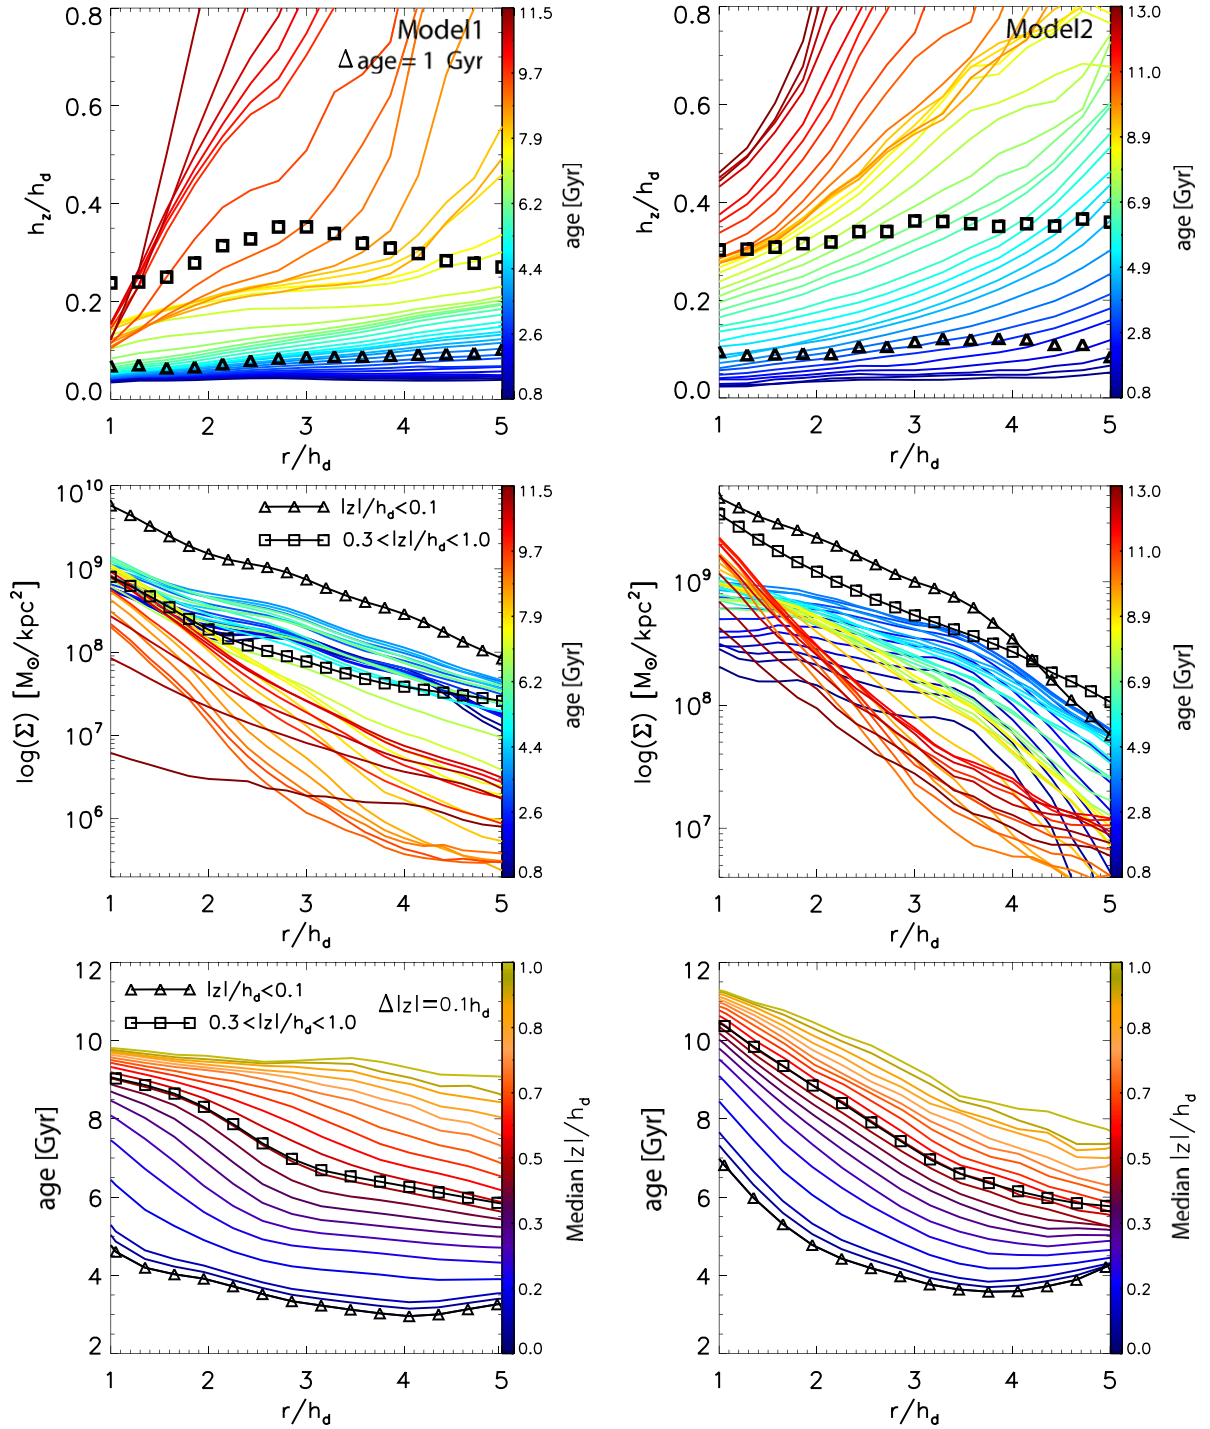 Model1
Δ age = 1 Gyr
0.8
0.6
0.4
0.2
0.0
h_z/h_d
1 2 3 4 5
r/h_d
11.5
9.7
7.9
6.2
4.4
2.6
0.8
age [Gyr]
Model2
0.8
0.6
0.4
0.2
0.0
h_z/h_d
1 2 3 4 5
r/h_d
13.0
11.0
8.9
6.9
4.9
2.8
0.8
age [Gyr]
|z|/h_d<0.1
0.3<|z|/h_d<1.0
10^10
10^9
10^8
10^7
10^6
log(Σ) [M_⊙/kpc^2]
1 2 3 4 5
r/h_d
11.5
9.7
7.9
6.2
4.4
2.6
0.8
age [Gyr]
10^9
10^8
10^7
log(Σ) [M_⊙/kpc^2]
1 2 3 4 5
r/h_d
13.0
11.0
8.9
6.9
4.9
2.8
0.8
age [Gyr]
|z|/h_d<0.1
0.3<|z|/h_d<1.0
Δ|z|=0.1h_d
12
10
8
6
4
2
age [Gyr]
1 2 3 4 5
r/h_d
1.0
0.8
0.7
0.5
0.3
0.2
0.0
Median |z|/h_d
12
10
8
6
4
2
age [Gyr]
1 2 3 4 5
r/h_d
1.0
0.8
0.7
0.5
0.3
0.2
0.0
Median |z|/h_d